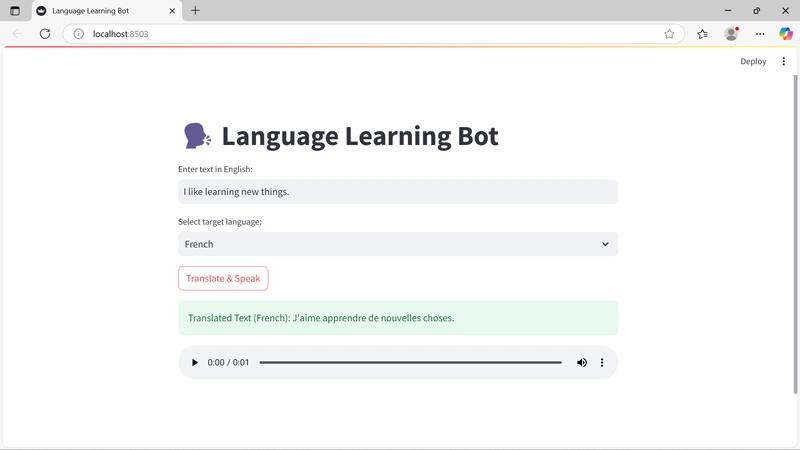 Language Learning Bot
localhost:8503
Deploy
Language Learning Bot
Enter text in English:
I like learning new things.
Select target language:
French
Translate & Speak
Translated Text (French): J'aime apprendre de nouvelles choses.
0:00 / 0:01